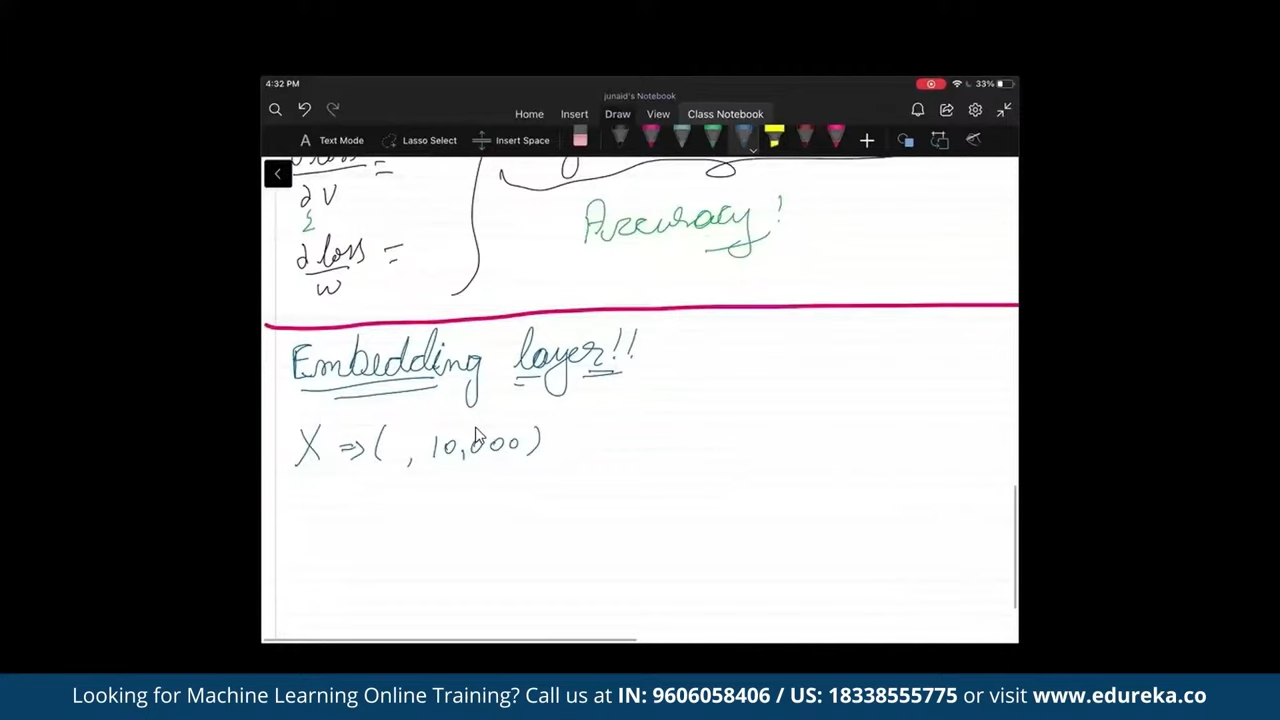 4:32 PM
33%
junaid's Notebook
Home Insert Draw View Class Notebook
Text Mode Lasso Select Insert Space
∂V
∂ loss =
w
Accuracy!
Embedding layer!!
X ⇒ ( , 10,000)
Looking for Machine Learning Online Training? Call us at IN: 9606058406 / US: 18338555775 or visit www.edureka.co